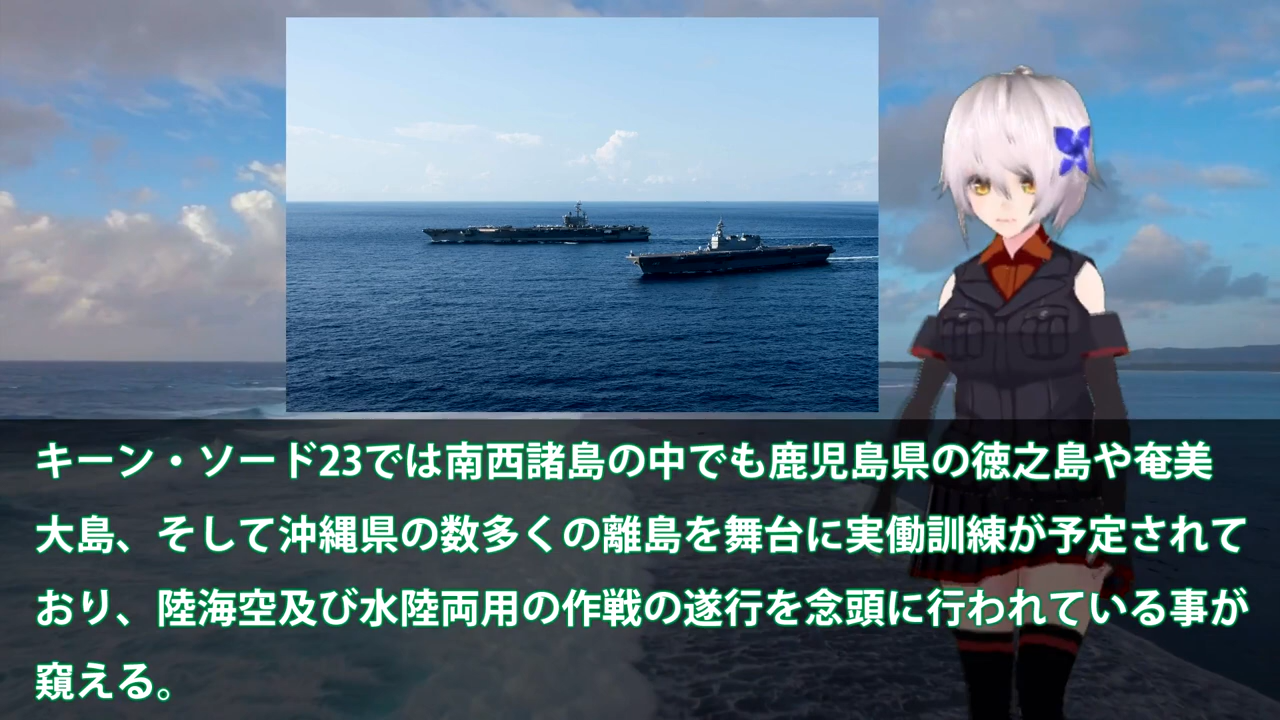 キーン・ソード23では南西諸島の中でも鹿児島県の徳之島や奄美
大島、そして沖縄県の数多くの離島を舞台に実働訓練が予定されて
おり、陸海空及び水陸両用の作戦の遂行を念頭に行われている事が
窺える。